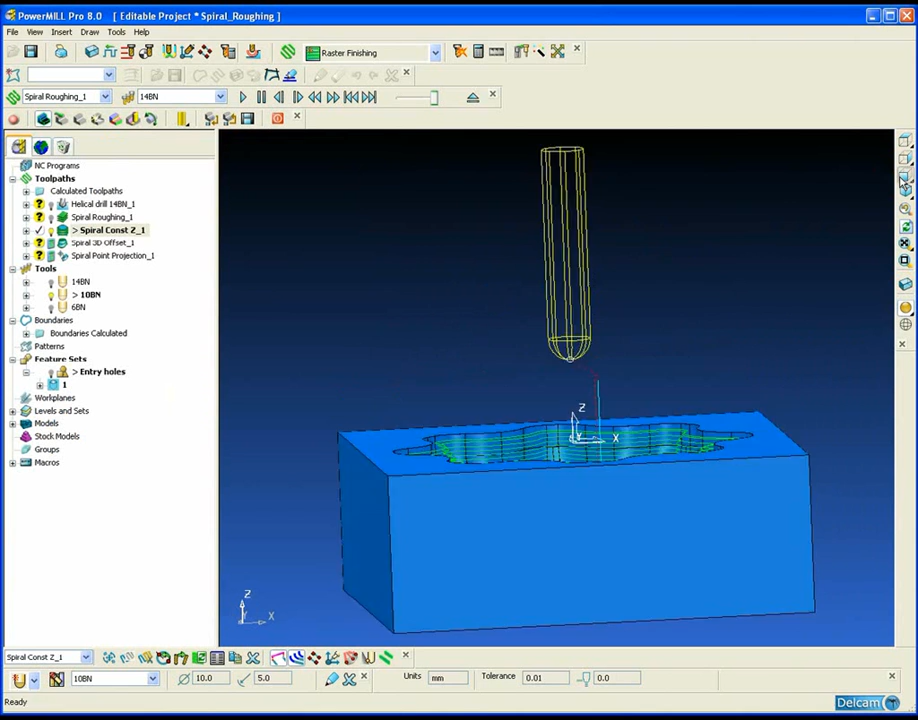 PowerMILL Pro 8.0 [ Editable Project * Spiral_Roughing ]
File View Insert Draw Tools Help
Raster Finishing
Spiral Roughing_1 14BN
NC Programs
Toolpaths
Calculated Toolpaths
Helical drill 14BN_1
Spiral Roughing_1
> Spiral Const Z_1
Spiral 3D Offset_1
Spiral Point Projection_1
Tools
14BN
> 10BN
6BN
Boundaries
Boundaries Calculated
Patterns
Feature Sets
> Entry holes
1
Workplanes
Levels and Sets
Models
Stock Models
Groups
Macros
Z
X
Z
Y X
Spiral Const Z_1
10BN 10.0 5.0 Units mm Tolerance 0.01 0.0
Ready
Delcam